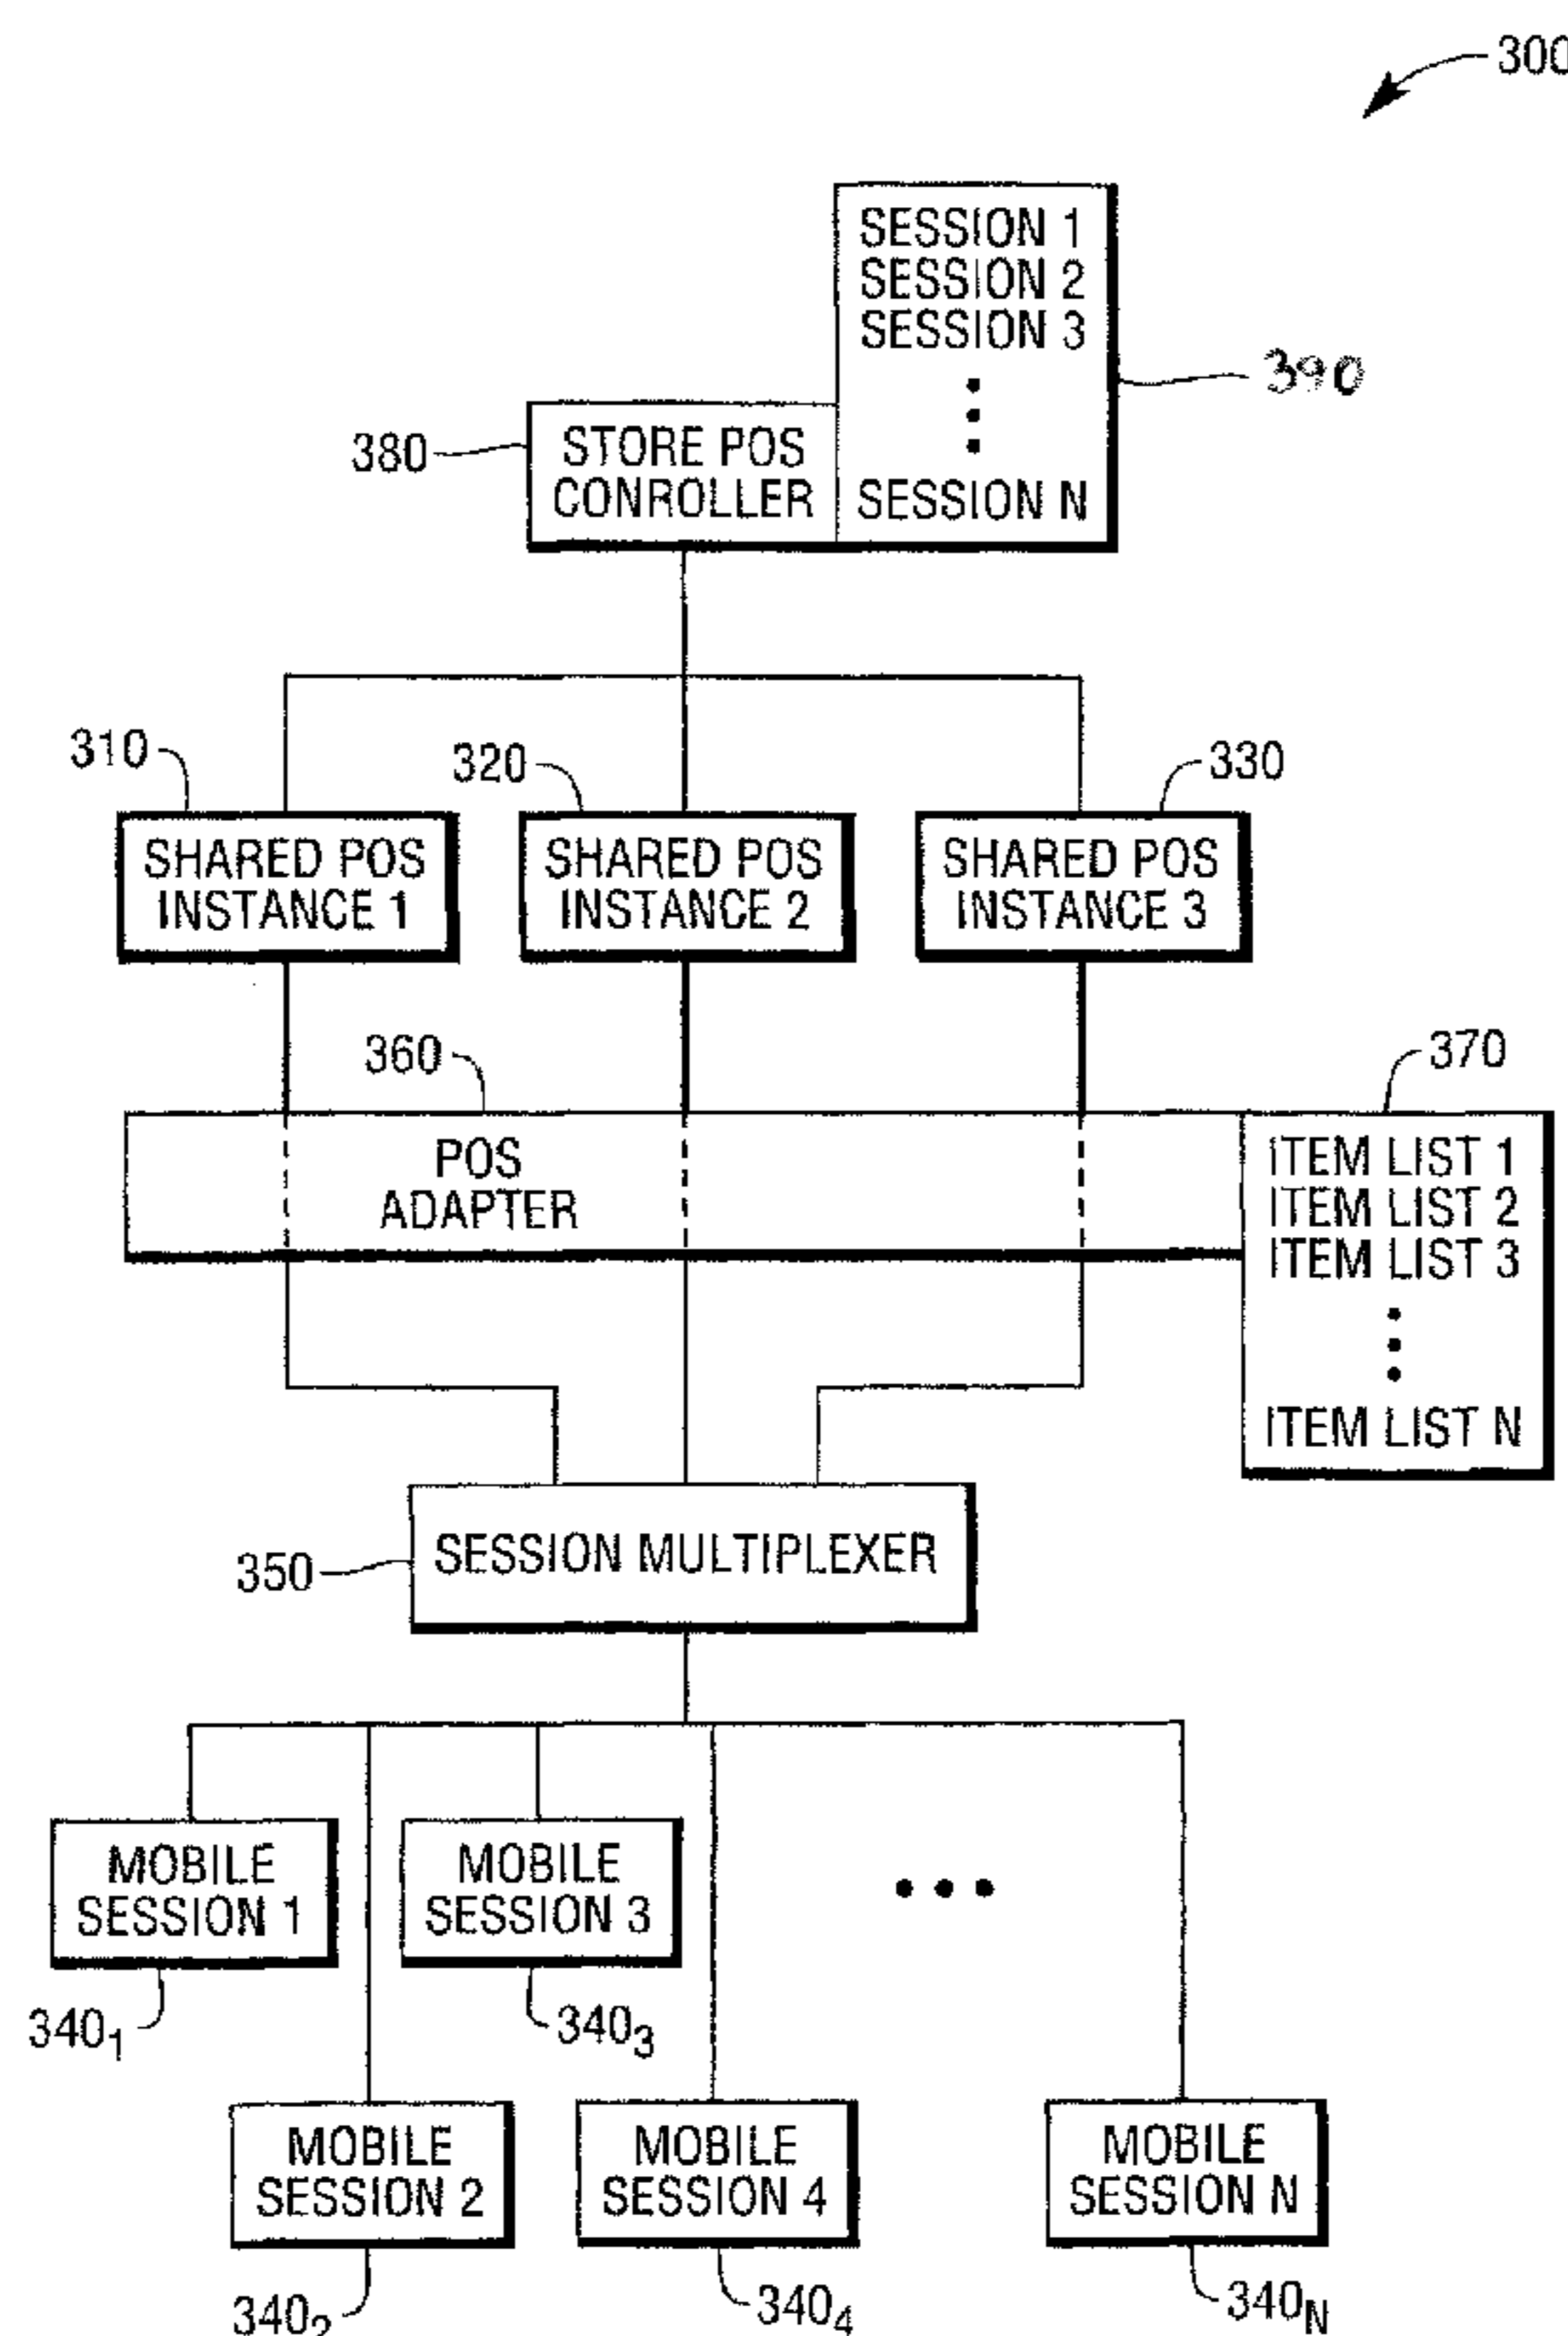 300
SESSION 1
SESSION 2
SESSION 3
390
380
STORE POS
CONROLLER
SESSION N
310
320
330
SHARED POS
INSTANCE 1
SHARED POS
INSTANCE 2
SHARED POS
INSTANCE 3
360
370
POS
ADAPTER
ITEM LIST 1
ITEM LIST 2
ITEM LIST 3
ITEM LIST N
350
SESSION MULTIPLEXER
MOBILE
SESSION 1
MOBILE
SESSION 3
340₁
340₃
MOBILE
SESSION 2
MOBILE
SESSION 4
MOBILE
SESSION N
340₂
340₄
340N